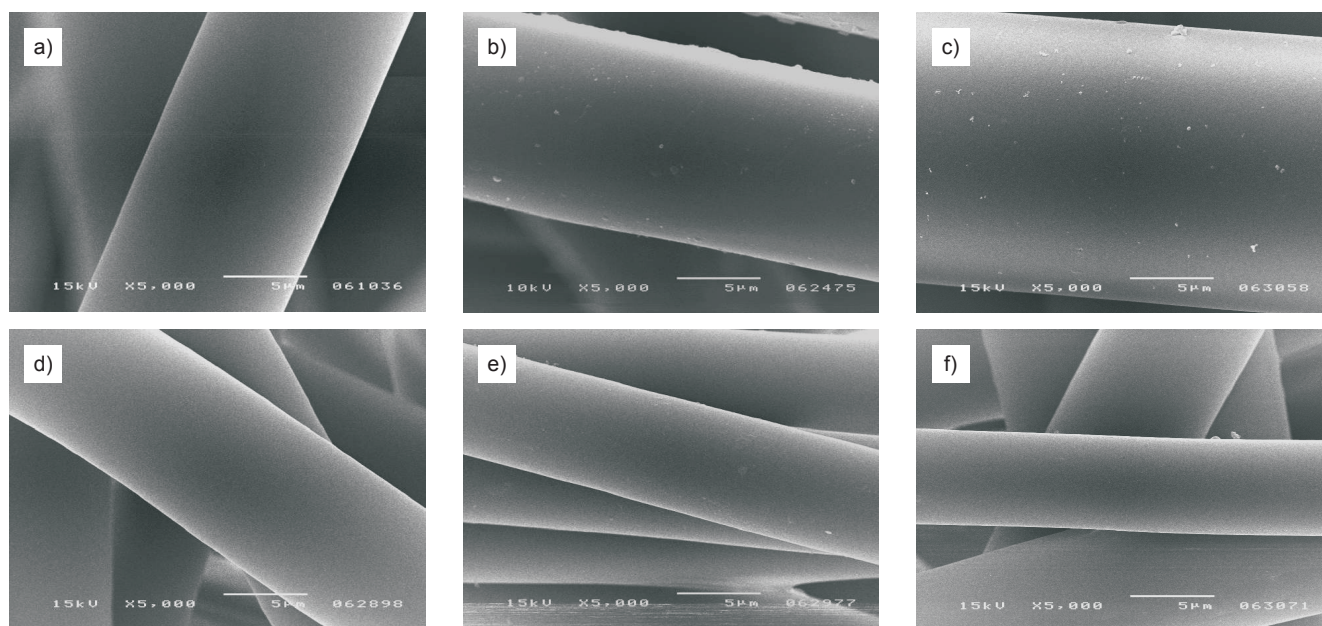 a)
15kV X5,000 5μm 061036
b)
10kV X5,000 5μm 062475
c)
15kV X5,000 5μm 063058
d)
15kV X5,000 5μm 062898
e)
15kV X5,000 5μm 062977
f)
15kV X5,000 5μm 063071